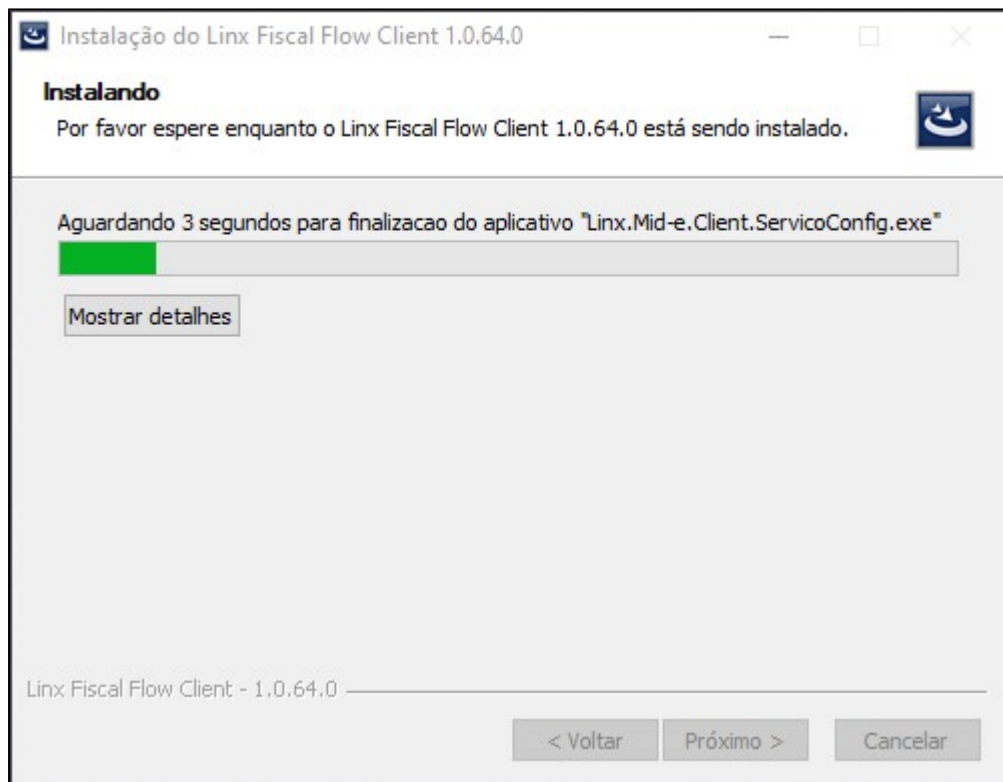 Instalação do Linx Fiscal Flow Client 1.0.64.0
Instalando
Por favor espere enquanto o Linx Fiscal Flow Client 1.0.64.0 está sendo instalado.
Aguardando 3 segundos para finalizacao do aplicativo "Linx.Mid-e.Client.ServicoConfig.exe"
Mostrar detalhes
Linx Fiscal Flow Client - 1.0.64.0
< Voltar
Próximo >
Cancelar